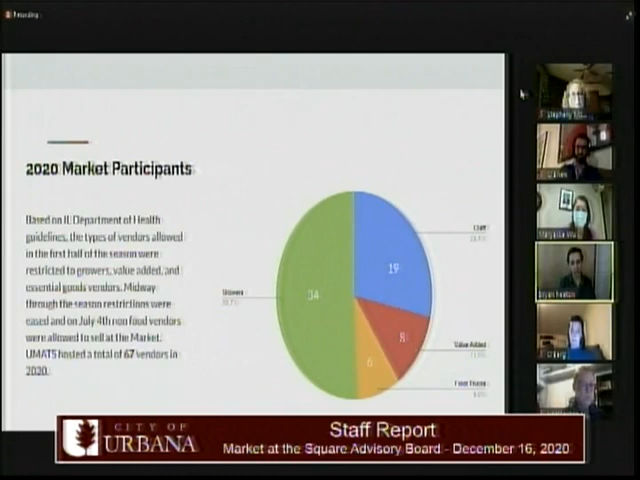 2020 Market Participants
Based on IL Department of Health
guidelines, the types of vendors allowed
in the first half of the season were
restricted to growers, value added, and
essential goods vendors. Midway
through the season restrictions were
eased and on July 4th non food vendors
were allowed to sell at the Market.
UMATS hosted a total of 67 vendors in
2020.
Growers
34
19
8
6
Craft
Value Added
Food Trucks
CITY OF
URBANA
Staff Report
Market at the Square Advisory Board - December 16, 2020